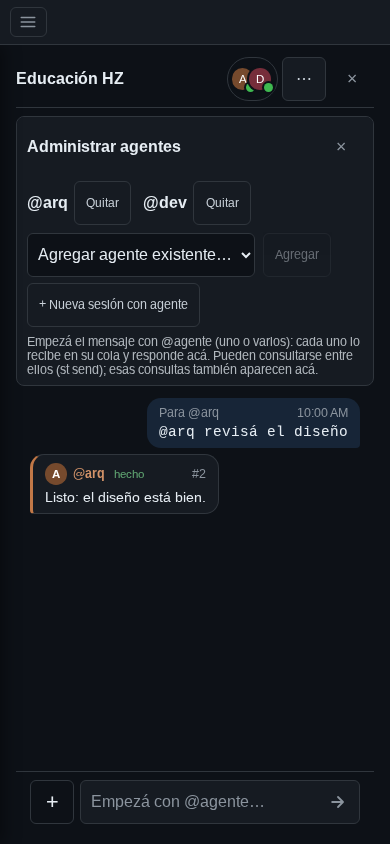 Educación HZ
A D ⋯ ×
Administrar agentes ×
@arq Quitar @dev Quitar
Agregar agente existente... Agregar
+ Nueva sesión con agente
Empezá el mensaje con @agente (uno o varios): cada uno lo
recibe en su cola y responde acá. Pueden consultarse entre
ellos (st send); esas consultas también aparecen acá.
Para @arq 10:00 AM
@arq revisá el diseño
A @arq hecho #2
Listo: el diseño está bien.
+ Empezá con @agente...